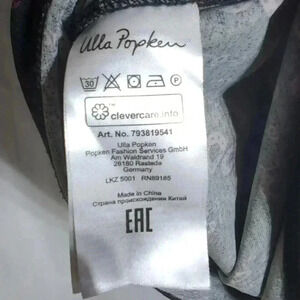 Ulla Popken
30 P
clevercare.info
Art. No. 793819541
Ulla Popken
Popken Fashion Services GmbH
Am Waldrand 19
26180 Rastede
Germany
LKZ 5001 RN89185
Made in China
Страна происхождения Китай
EAC